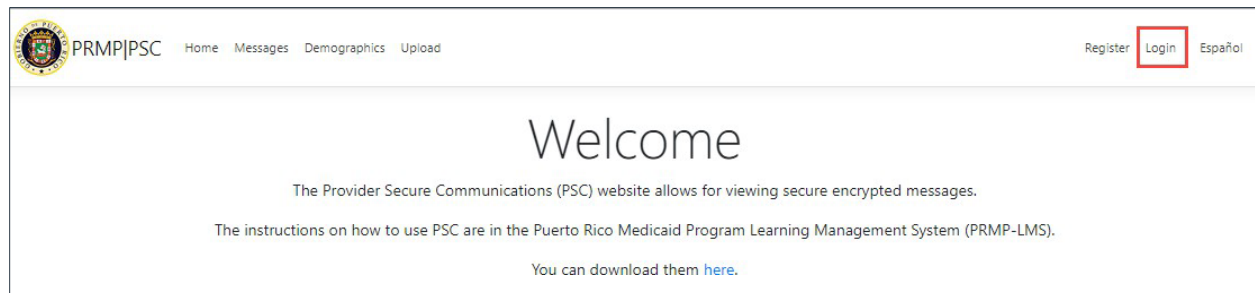 PRMP|PSC Home Messages Demographics Upload Register Login Español
Welcome
The Provider Secure Communications (PSC) website allows for viewing secure encrypted messages.
The instructions on how to use PSC are in the Puerto Rico Medicaid Program Learning Management System (PRMP-LMS).
You can download them here.